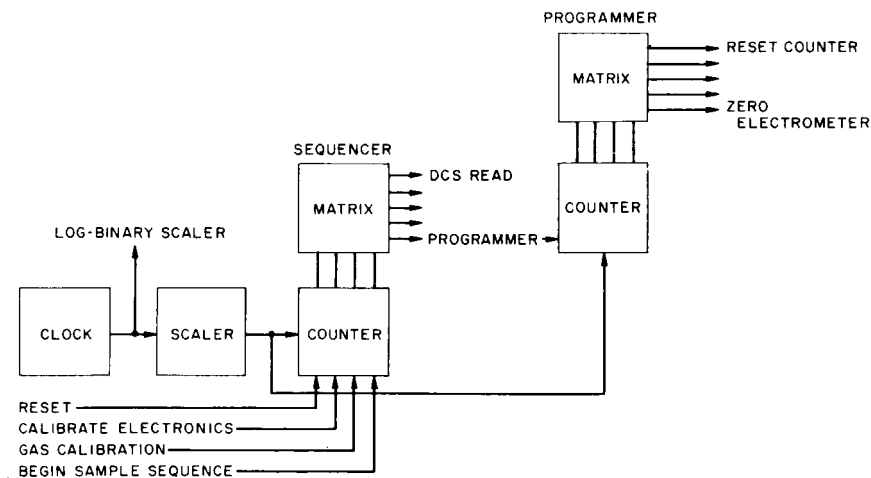 PROGRAMMER
MATRIX
RESET COUNTER
ZERO
ELECTROMETER
SEQUENCER
MATRIX
DCS READ
PROGRAMMER
COUNTER
LOG-BINARY SCALER
CLOCK
SCALER
COUNTER
RESET
CALIBRATE ELECTRONICS
GAS CALIBRATION
BEGIN SAMPLE SEQUENCE